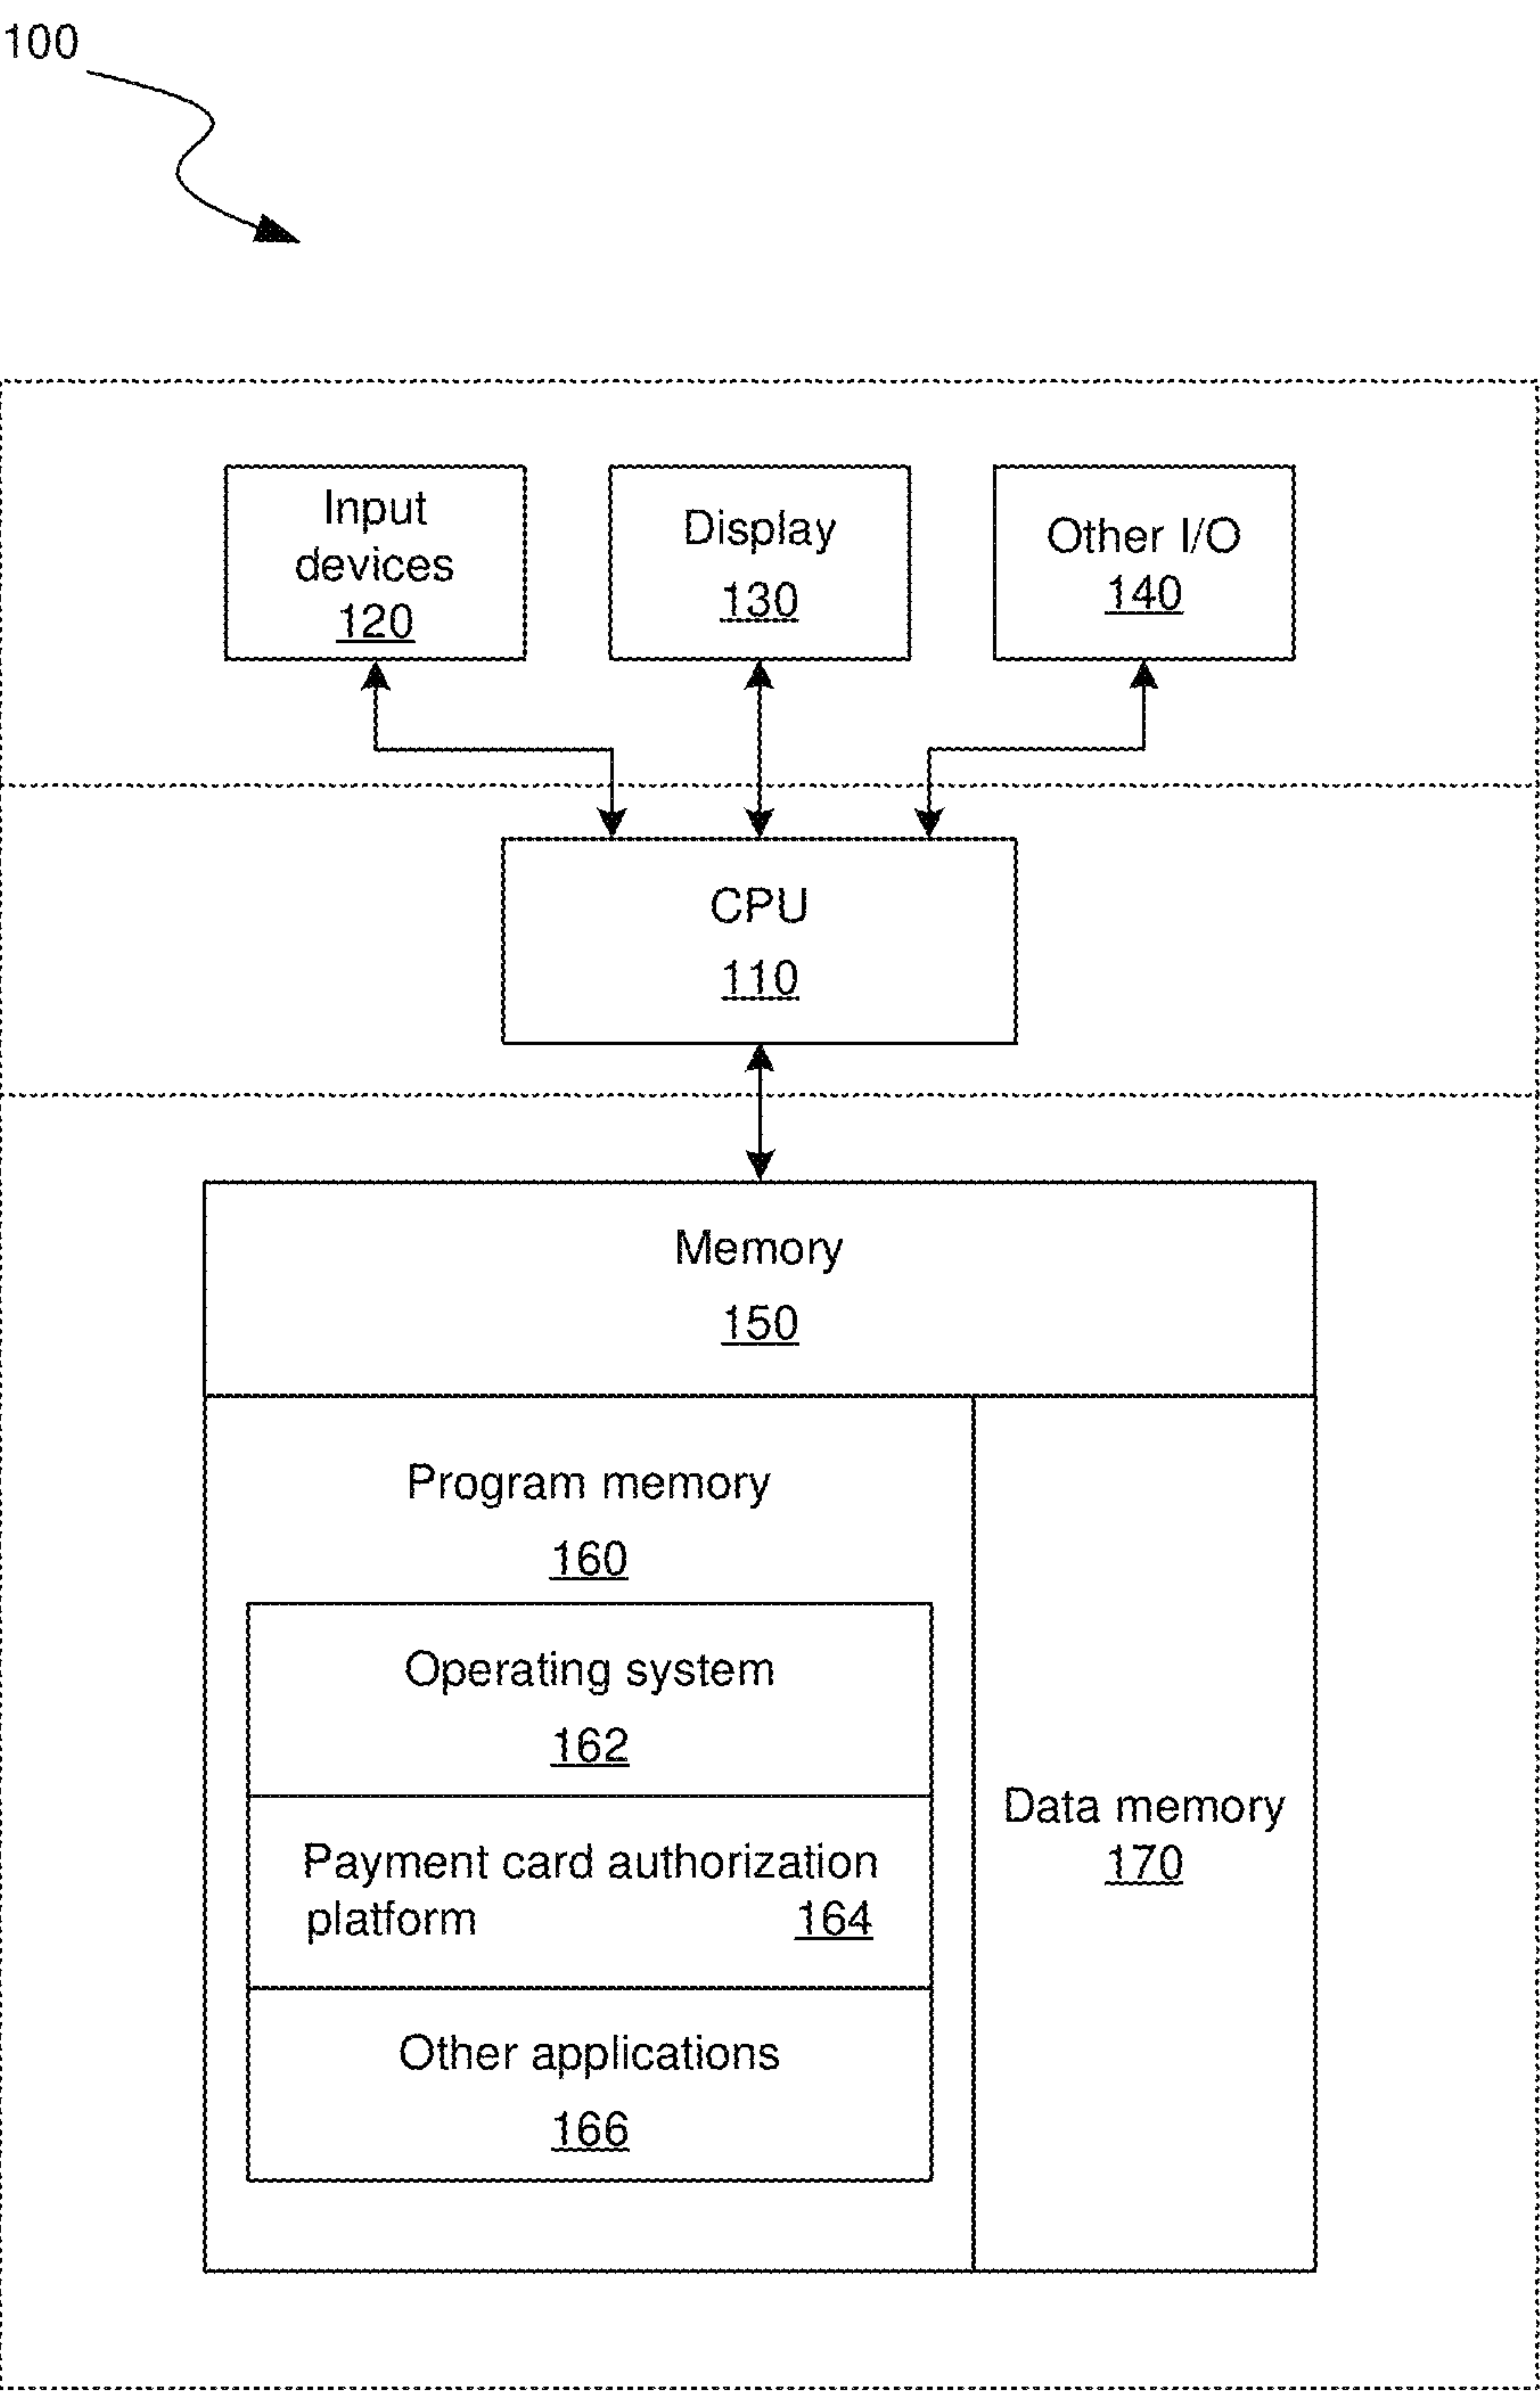 100
Input
devices
120
Display
130
Other I/O
140
CPU
110
Memory
150
Program memory
160
Operating system
162
Payment card authorization
platform 164
Other applications
166
Data memory
170